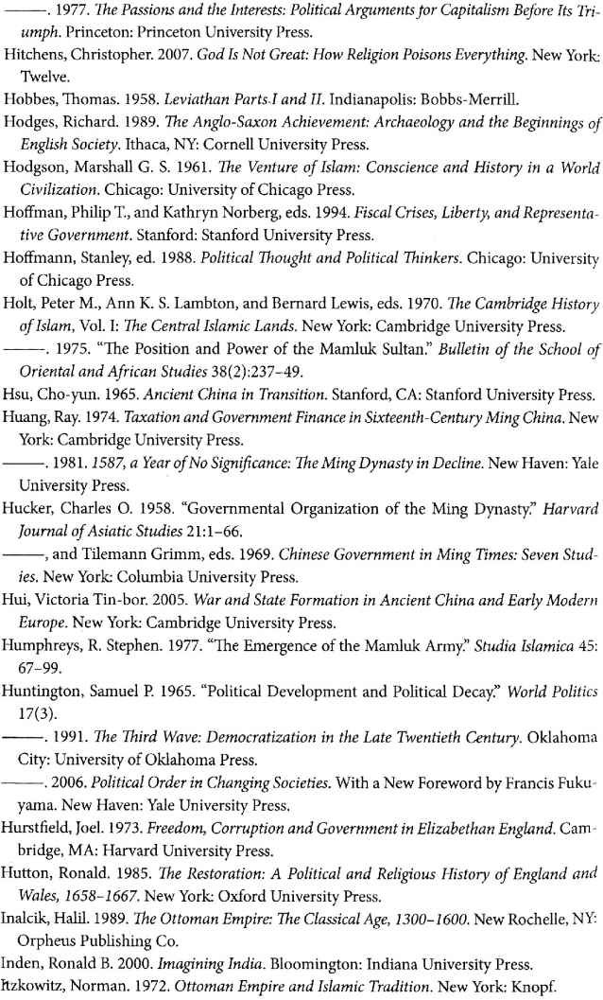 ———. 1977. The Passions and the Interests: Political Arguments for Capitalism Before Its Tri-
umph. Princeton: Princeton University Press.
Hitchens, Christopher. 2007. God Is Not Great: How Religion Poisons Everything. New York:
Twelve.
Hobbes, Thomas. 1958. Leviathan Parts I and II. Indianapolis: Bobbs-Merrill.
Hodges, Richard. 1989. The Anglo-Saxon Achievement: Archaeology and the Beginnings of
English Society. Ithaca, NY: Cornell University Press.
Hodgson, Marshall G. S. 1961. The Venture of Islam: Conscience and History in a World
Civilization. Chicago: University of Chicago Press.
Hoffman, Philip T., and Kathryn Norberg, eds. 1994. Fiscal Crises, Liberty, and Representa-
tive Government. Stanford: Stanford University Press.
Hoffmann, Stanley, ed. 1988. Political Thought and Political Thinkers. Chicago: University
of Chicago Press.
Holt, Peter M., Ann K. S. Lambton, and Bernard Lewis, eds. 1970. The Cambridge History
of Islam, Vol. I: The Central Islamic Lands. New York: Cambridge University Press.
———. 1975. “The Position and Power of the Mamluk Sultan.” Bulletin of the School of
Oriental and African Studies 38(2):237–49.
Hsu, Cho-yun. 1965. Ancient China in Transition. Stanford, CA: Stanford University Press.
Huang, Ray. 1974. Taxation and Government Finance in Sixteenth-Century Ming China. New
York: Cambridge University Press.
———. 1981. 1587, a Year of No Significance: The Ming Dynasty in Decline. New Haven: Yale
University Press.
Hucker, Charles O. 1958. “Governmental Organization of the Ming Dynasty.” Harvard
Journal of Asiatic Studies 21:1–66.
———, and Tilemann Grimm, eds. 1969. Chinese Government in Ming Times: Seven Stud-
ies. New York: Columbia University Press.
Hui, Victoria Tin-bor. 2005. War and State Formation in Ancient China and Early Modern
Europe. New York: Cambridge University Press.
Humphreys, R. Stephen. 1977. “The Emergence of the Mamluk Army.” Studia Islamica 45:
67–99.
Huntington, Samuel P. 1965. “Political Development and Political Decay.” World Politics
17(3).
———. 1991. The Third Wave: Democratization in the Late Twentieth Century. Oklahoma
City: University of Oklahoma Press.
———. 2006. Political Order in Changing Societies. With a New Foreword by Francis Fuku-
yama. New Haven: Yale University Press.
Hurstfield, Joel. 1973. Freedom, Corruption and Government in Elizabethan England. Cam-
bridge, MA: Harvard University Press.
Hutton, Ronald. 1985. The Restoration: A Political and Religious History of England and
Wales, 1658–1667. New York: Oxford University Press.
Inalcik, Halil. 1989. The Ottoman Empire: The Classical Age, 1300–1600. New Rochelle, NY:
Orpheus Publishing Co.
Inden, Ronald B. 2000. Imagining India. Bloomington: Indiana University Press.
Itzkowitz, Norman. 1972. Ottoman Empire and Islamic Tradition. New York: Knopf.